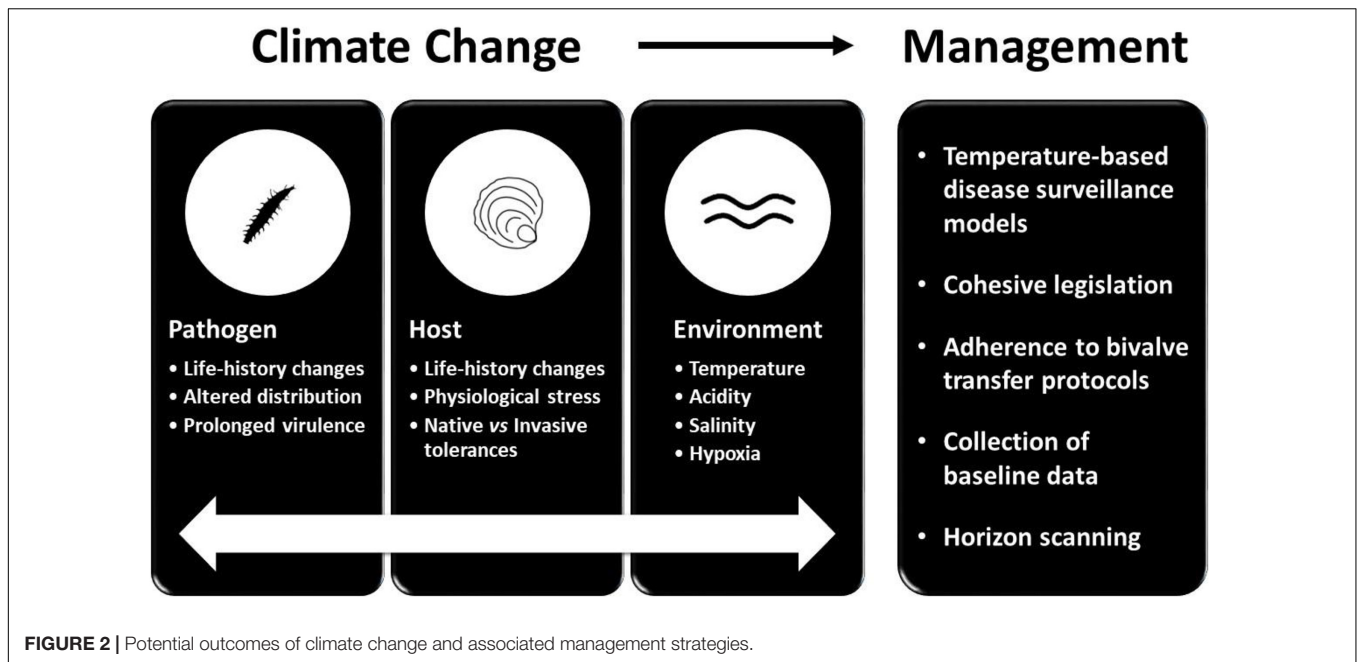 Climate Change
Management
Pathogen
• Life-history changes
• Altered distribution
• Prolonged virulence
Host
• Life-history changes
• Physiological stress
• Native vs Invasive
tolerances
Environment
• Temperature
• Acidity
• Salinity
• Hypoxia
• Temperature-based
disease surveillance
models
• Cohesive legislation
• Adherence to bivalve
transfer protocols
• Collection of
baseline data
• Horizon scanning
FIGURE 2 | Potential outcomes of climate change and associated management strategies.